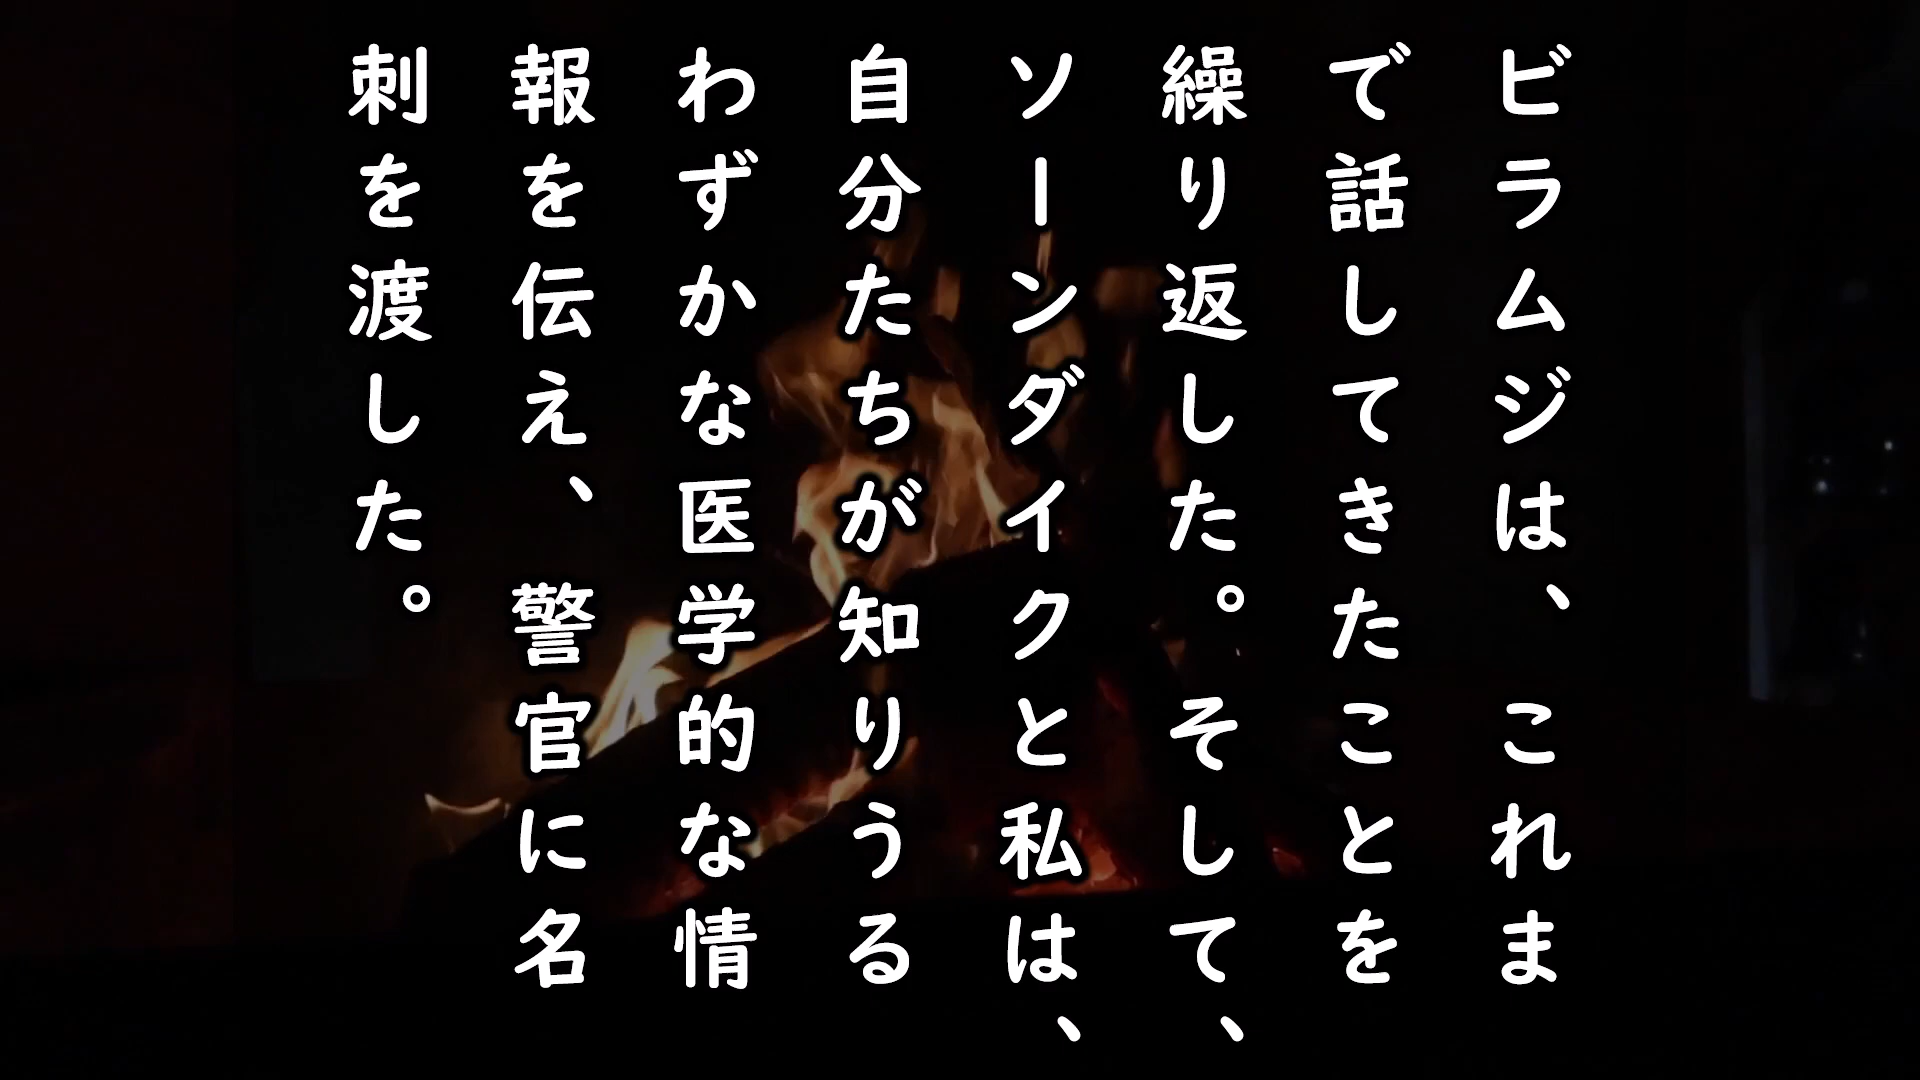 ビラムジは、これま
で話してきたことを
繰り返した。そして、
ソーンダイクと私は、
自分たちが知りうる
わずかな医学的な情
報を伝え、警官に名
刺を渡した。